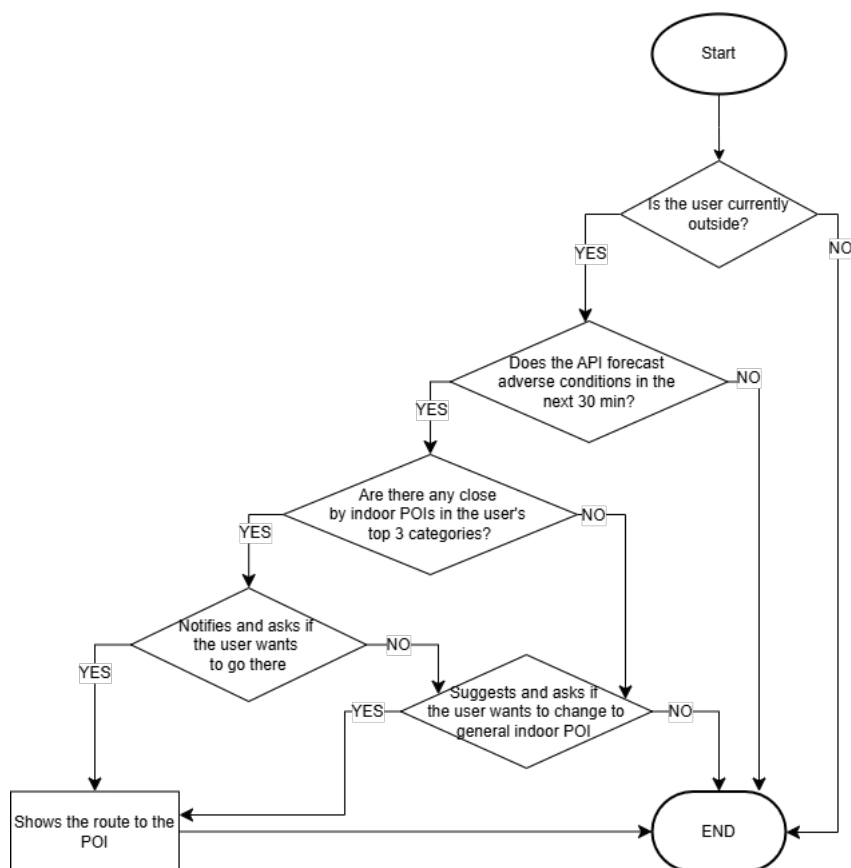 Start
Is the user currently
outside?
NO
YES
Does the API forecast
adverse conditions in the
next 30 min?
NO
YES
Are there any close
by indoor POIs in the user's
top 3 categories?
NO
YES
Notifies and asks if
the user wants
to go there
NO
YES
Suggests and asks if
the user wants to change to
general indoor POI
YES
NO
Shows the route to the
POI
END